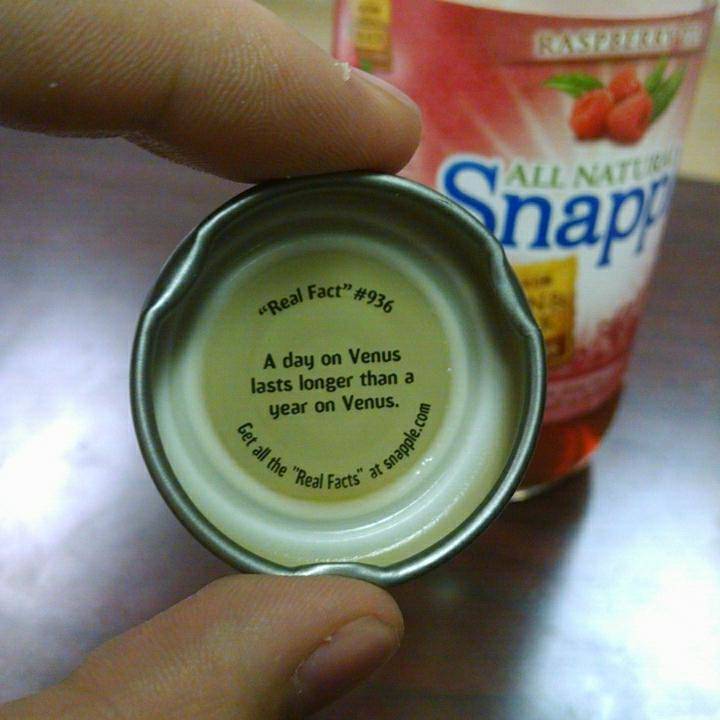 RASPBERRY
ALL NATURAL
Snapp
"Real Fact" #936
A day on Venus
lasts longer than a
year on Venus.
Get all the "Real Facts" at snapple.com